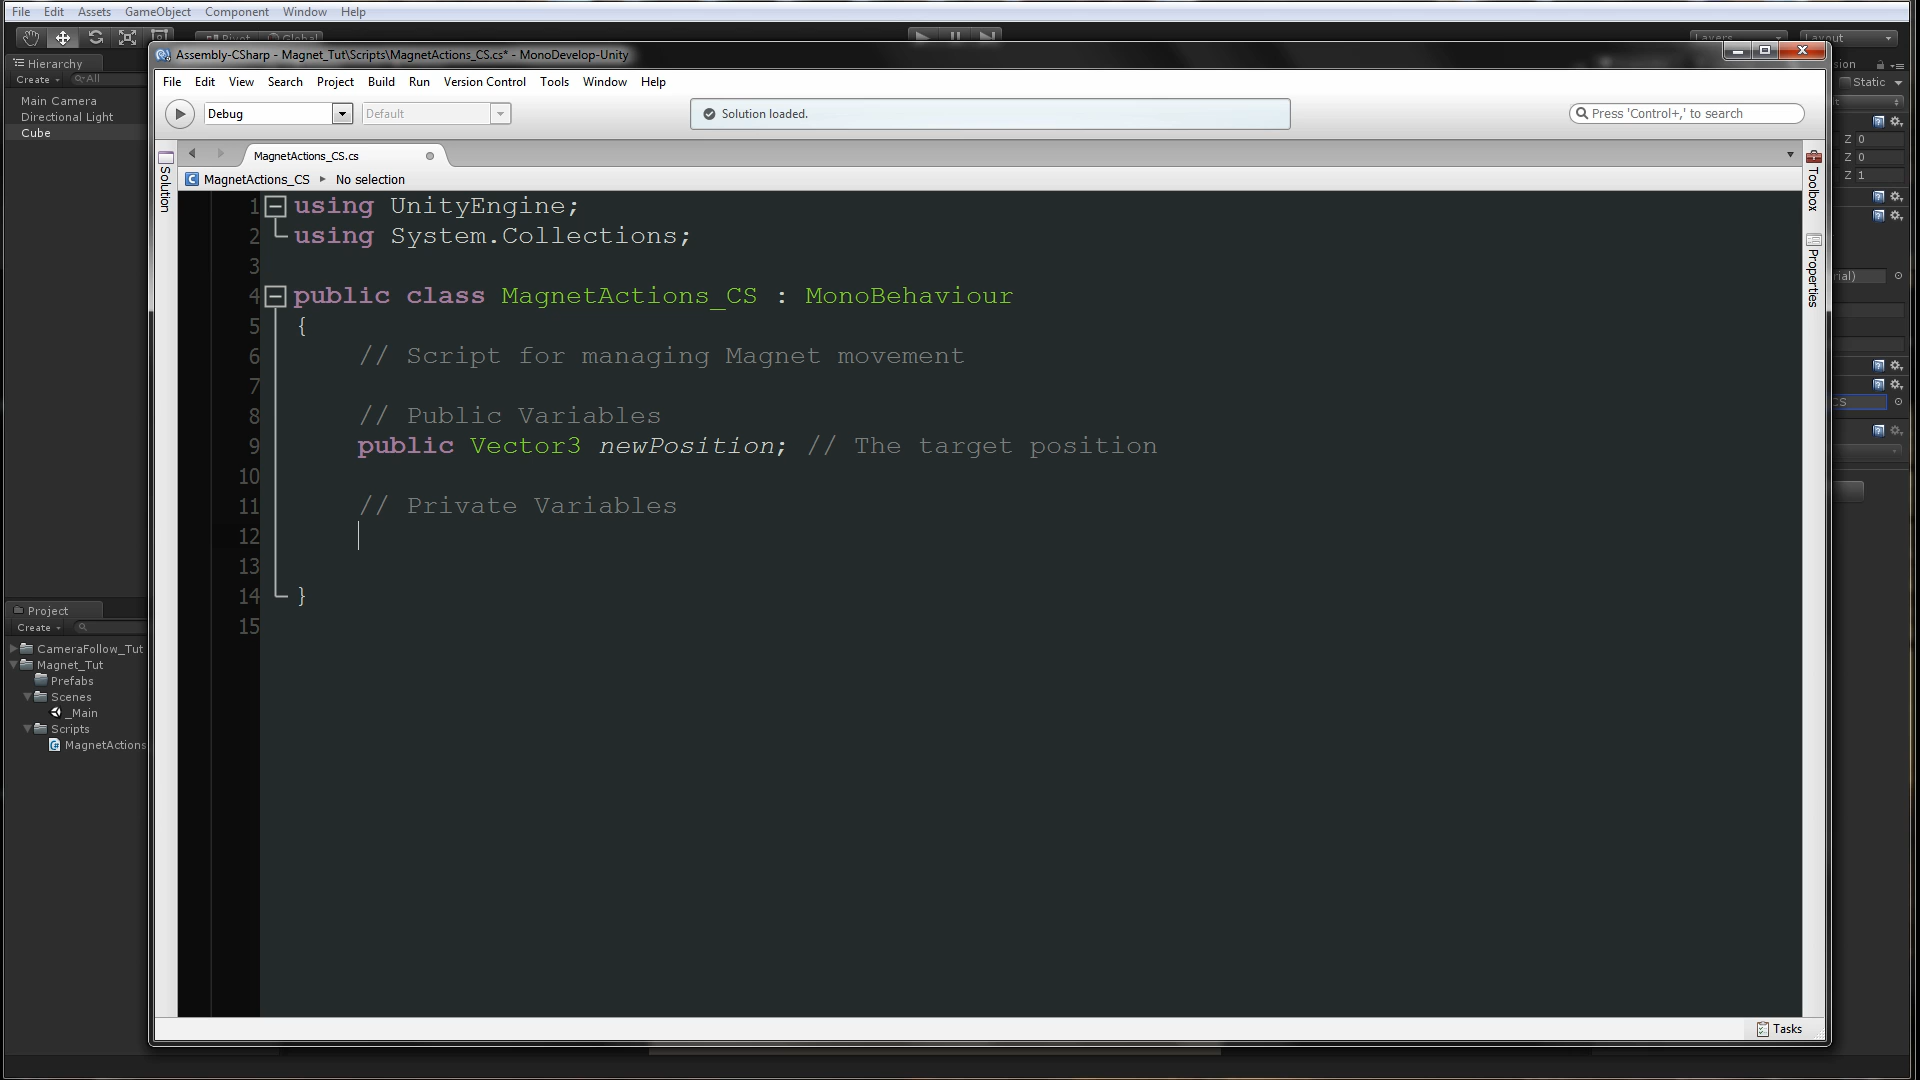 File Edit Assets GameObject Component Window Help
Pivot Global
Layers Layout
Hierarchy
Create All
Main Camera
Directional Light
Cube
Static
Z 0
Z 0
Z 1
CS
Project
Create
CameraFollow_Tut
Magnet_Tut
Prefabs
Scenes
_Main
Scripts
MagnetActions
Assembly-CSharp - Magnet_Tut\Scripts\MagnetActions_CS.cs* - MonoDevelop-Unity
File Edit View Search Project Build Run Version Control Tools Window Help
Debug Default Solution loaded. Press 'Control+,' to search
MagnetActions_CS.cs
MagnetActions_CS No selection
Solution
Toolbox
Properties
1 using UnityEngine;
2 using System.Collections;
3
4 public class MagnetActions_CS : MonoBehaviour
5 {
6 // Script for managing Magnet movement
7
8 // Public Variables
9 public Vector3 newPosition; // The target position
10
11 // Private Variables
12
13
14 }
15
Tasks